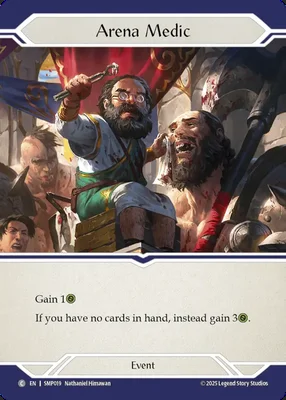 Arena Medic
Gain 1
If you have no cards in hand, instead gain 3.
Event
C EN | SMP019 Nathaniel Himawan ©2025 Legend Story Studios